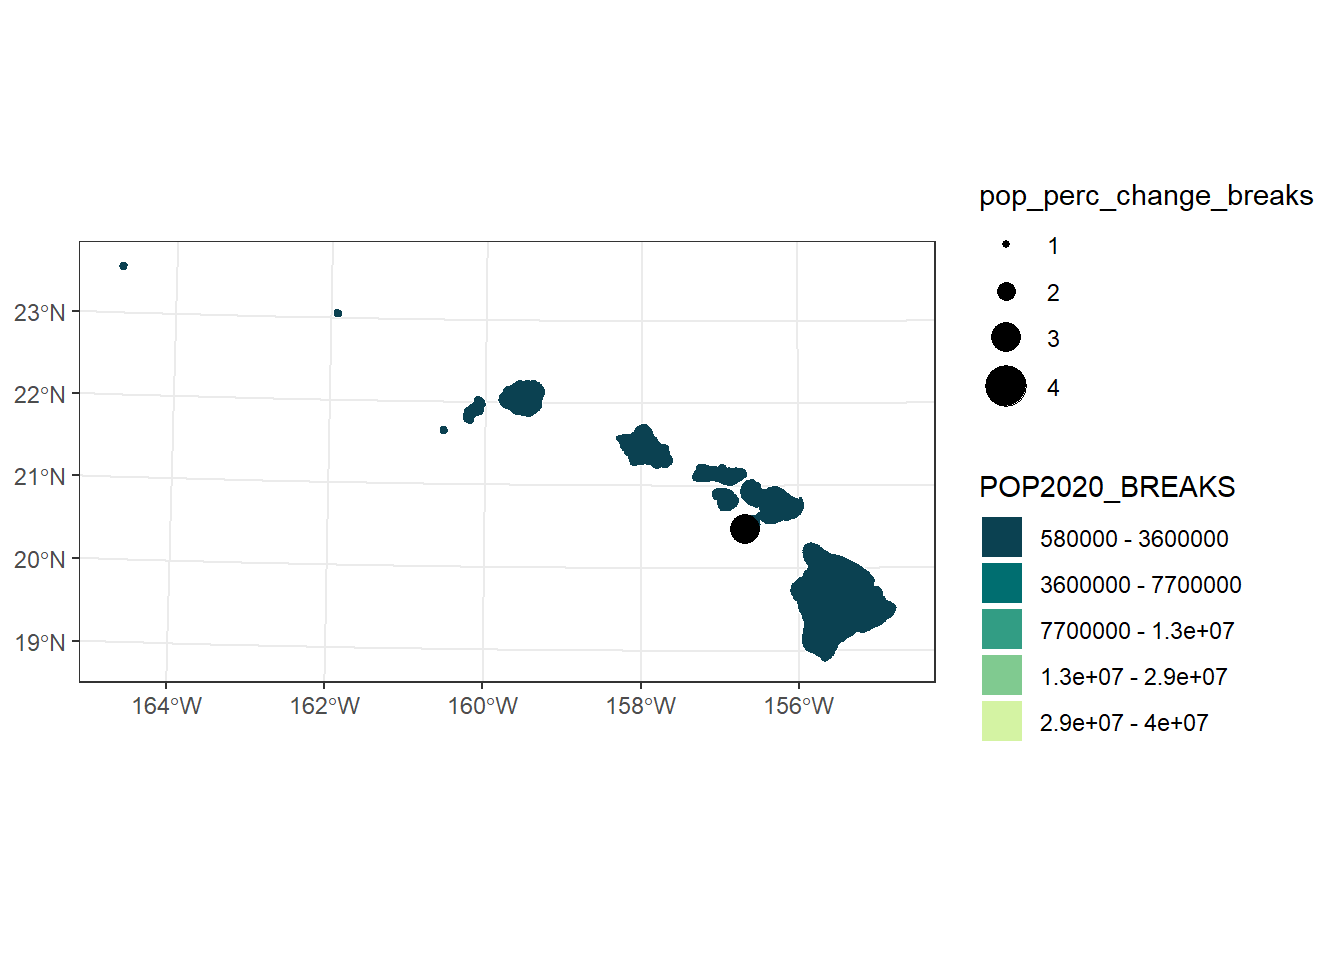 pop_perc_change_breaks
1
2
3
4
POP2020_BREAKS
580000 - 3600000
3600000 - 7700000
7700000 - 1.3e+07
1.3e+07 - 2.9e+07
2.9e+07 - 4e+07
23°N
22°N
21°N
20°N
19°N
164°W 162°W 160°W 158°W 156°W